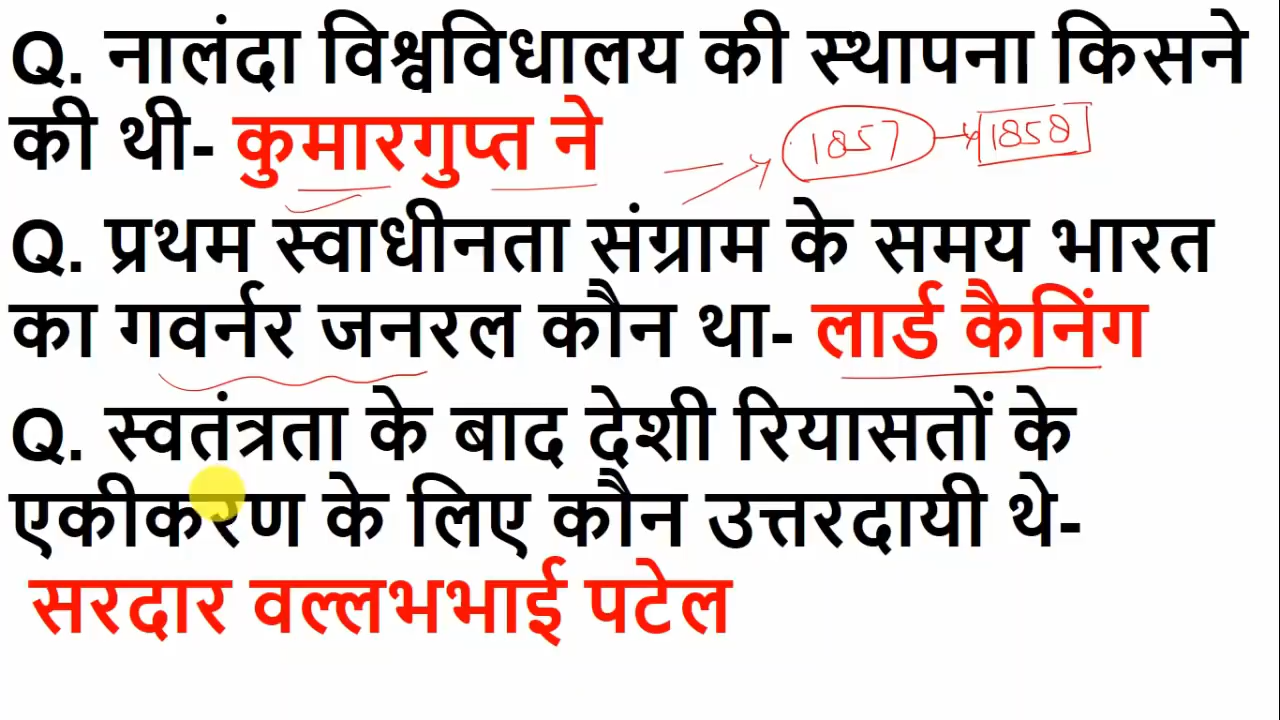 Q. नालंदा विश्वविधालय की स्थापना किसने
की थी- कुमारगुप्त ने
1857 1858
Q. प्रथम स्वाधीनता संग्राम के समय भारत
का गवर्नर जनरल कौन था- लार्ड कैनिंग
Q. स्वतंत्रता के बाद देशी रियासतों के
एकीकरण के लिए कौन उत्तरदायी थे-
सरदार वल्लभभाई पटेल